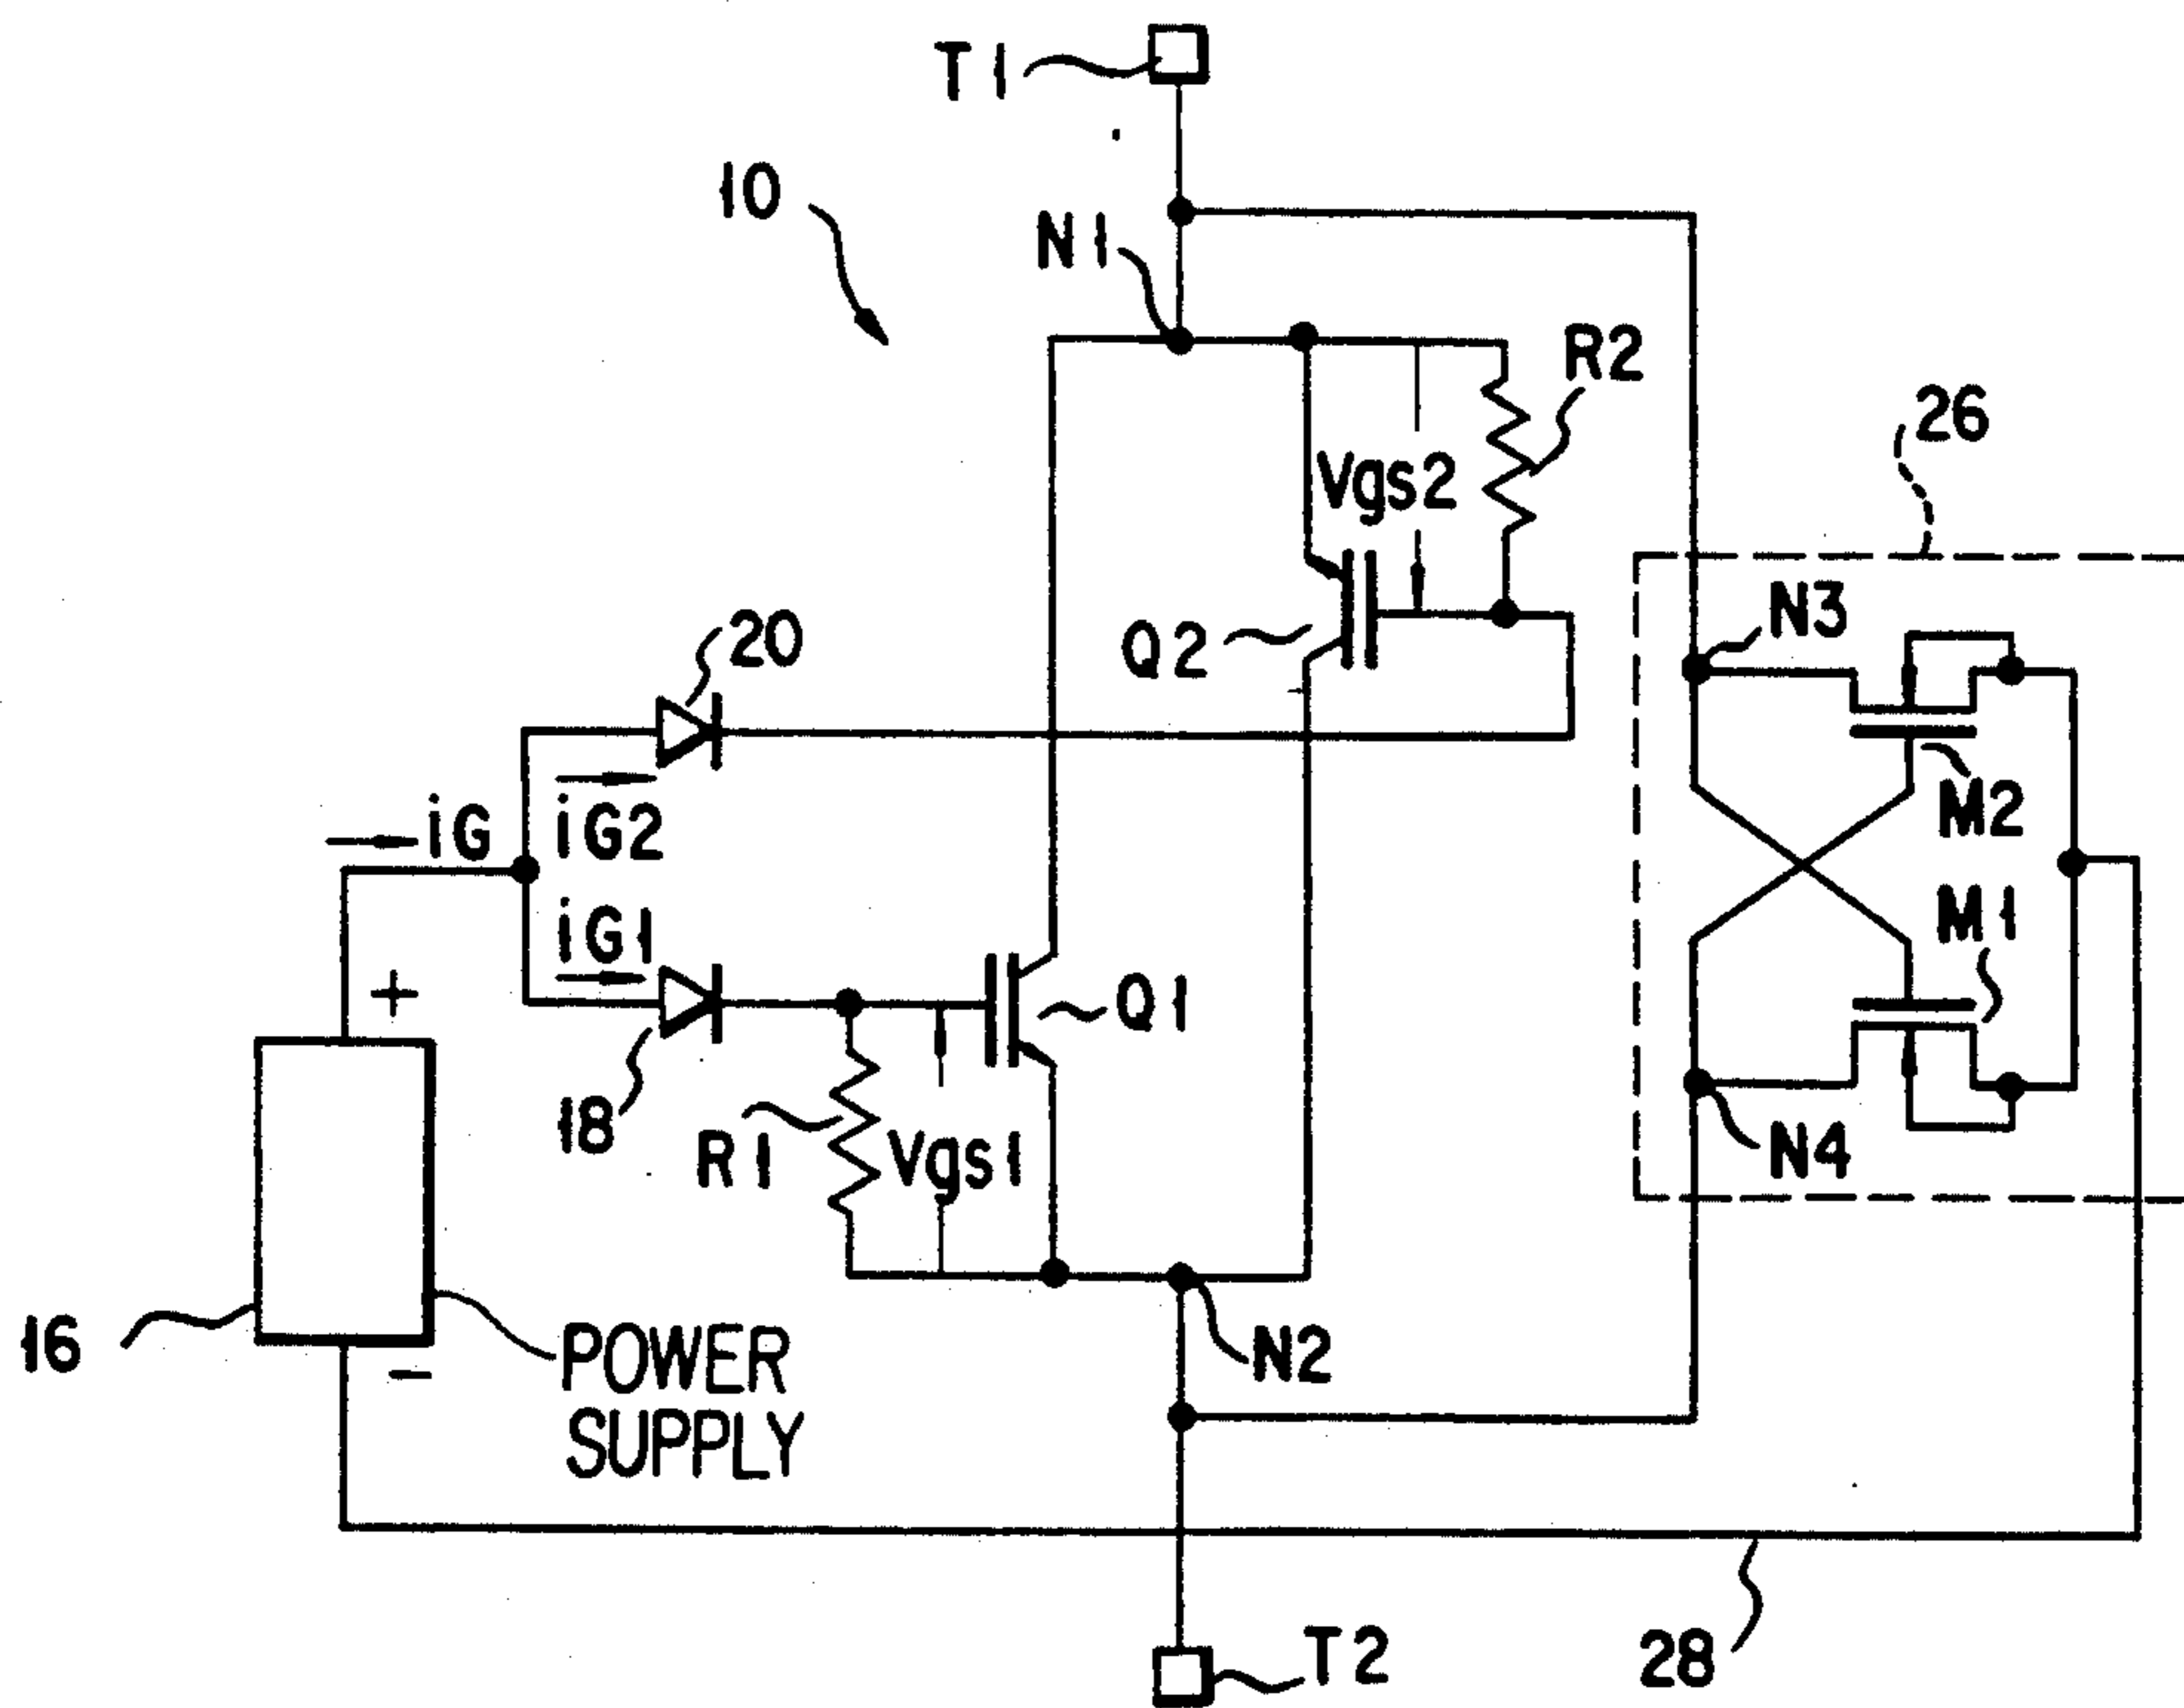 T1
10
N1
R2
26
Vgs2
N3
20
Q2
M2
iG
iG2
iG1
M1
+
Q1
18
R1
Vgs1
N4
16
-
POWER
SUPPLY
N2
T2
28